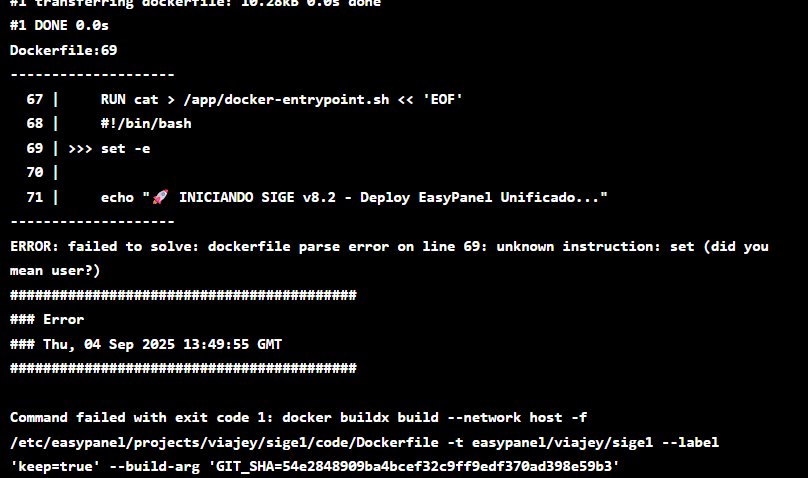 #1 transferring dockerfile: 10.28kB 0.0s done
#1 DONE 0.0s
Dockerfile:69
--------------------
  67 |     RUN cat > /app/docker-entrypoint.sh << 'EOF'
  68 |     #!/bin/bash
  69 | >>> set -e
  70 |
  71 |     echo "🚀 INICIANDO SIGE v8.2 - Deploy EasyPanel Unificado..."
--------------------
ERROR: failed to solve: dockerfile parse error on line 69: unknown instruction: set (did you
mean user?)
##########################################
### Error
### Thu, 04 Sep 2025 13:49:55 GMT
##########################################
Command failed with exit code 1: docker buildx build --network host -f
/etc/easypanel/projects/viajey/sige1/code/Dockerfile -t easypanel/viajey/sige1 --label
'keep=true' --build-arg 'GIT_SHA=54e2848909ba4bcef32c9ff9edf370ad398e59b3'